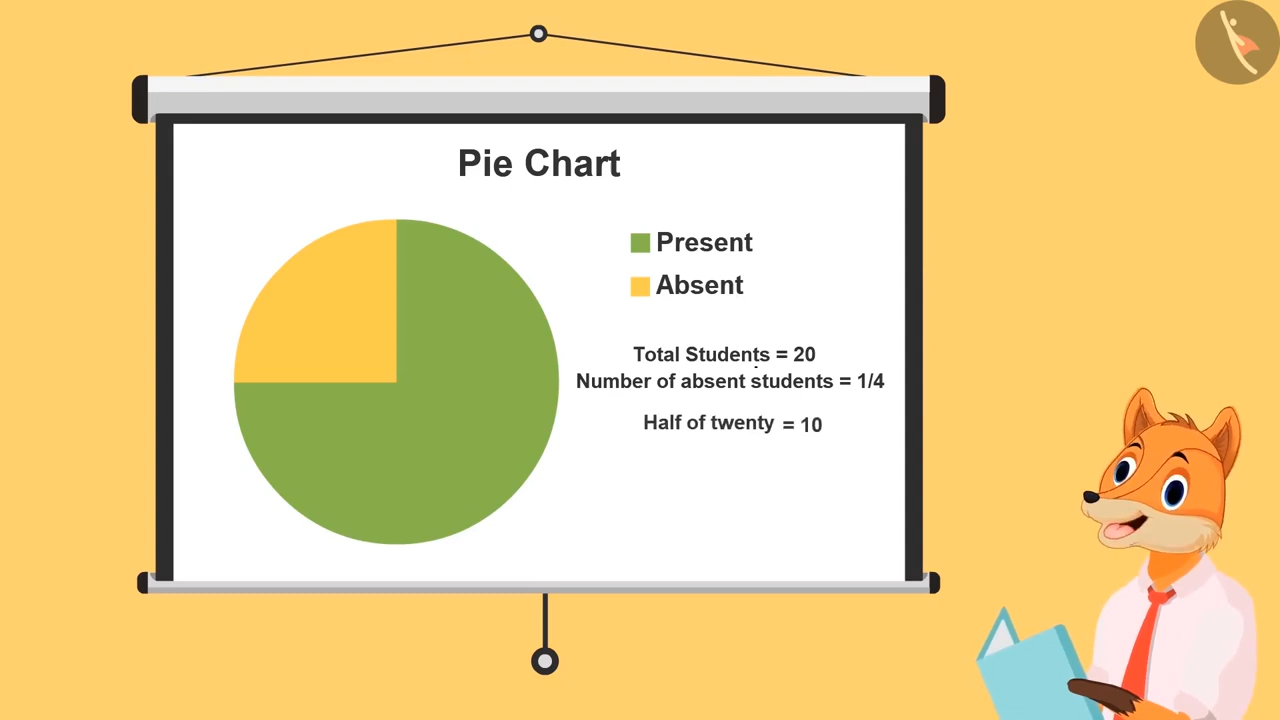 Pie Chart
Present
Absent
Total Students = 20
Number of absent students = 1/4
Half of twenty = 10